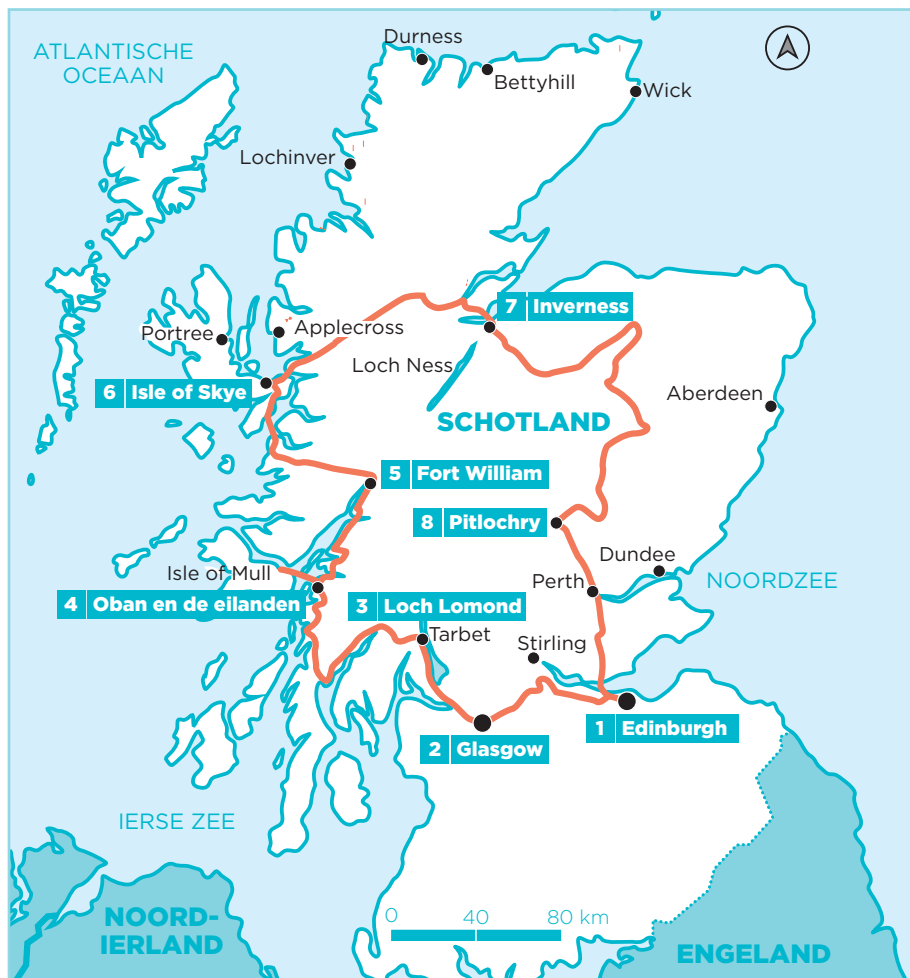 Durness
ATLANTISCHE
OCEAAN
Bettyhill
Wick
Lochinver
7 Inverness
Portree
Applecross
Loch Ness
6 Isle of Skye
Aberdeen
SCHOTLAND
5 Fort William
8 Pitlochry
Dundee
Isle of Mull
Perth
NOORDZEE
4 Oban en de eilanden
3 Loch Lomond
Tarbet
Stirling
1 Edinburgh
2 Glasgow
IERSE ZEE
0 40 80 km
NOORD-
IERLAND
ENGELAND